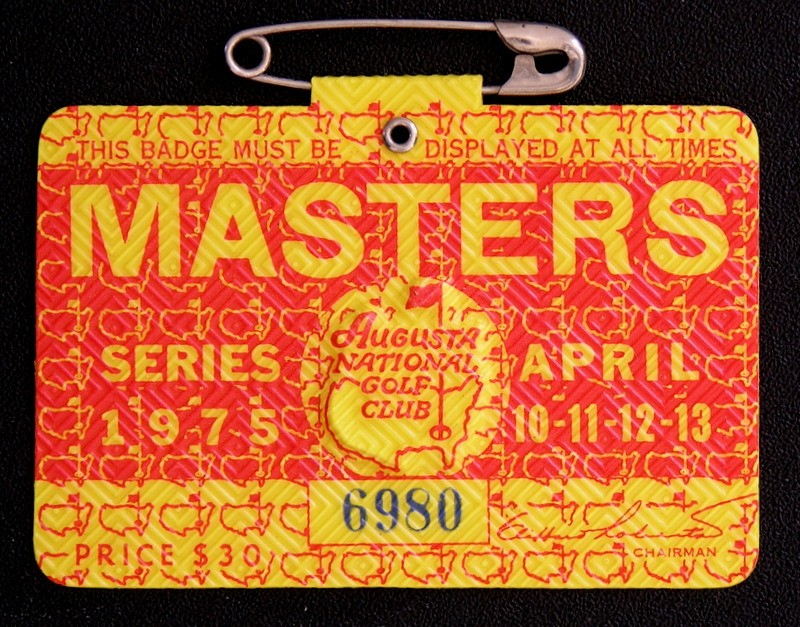 THIS BADGE MUST BE DISPLAYED AT ALL TIMES
MASTERS
SERIES
1975
AUGUSTA
NATIONAL
GOLF
CLUB
APRIL
10-11-12-13
6980
PRICE $30
CHAIRMAN